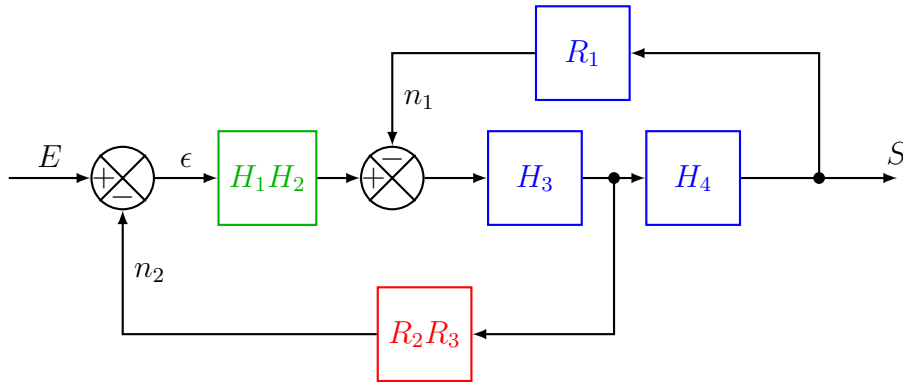 R₁
n₁
−
E
ϵ
S
+
−
H₁H₂
+
H₃
H₄
n₂
R₂R₃